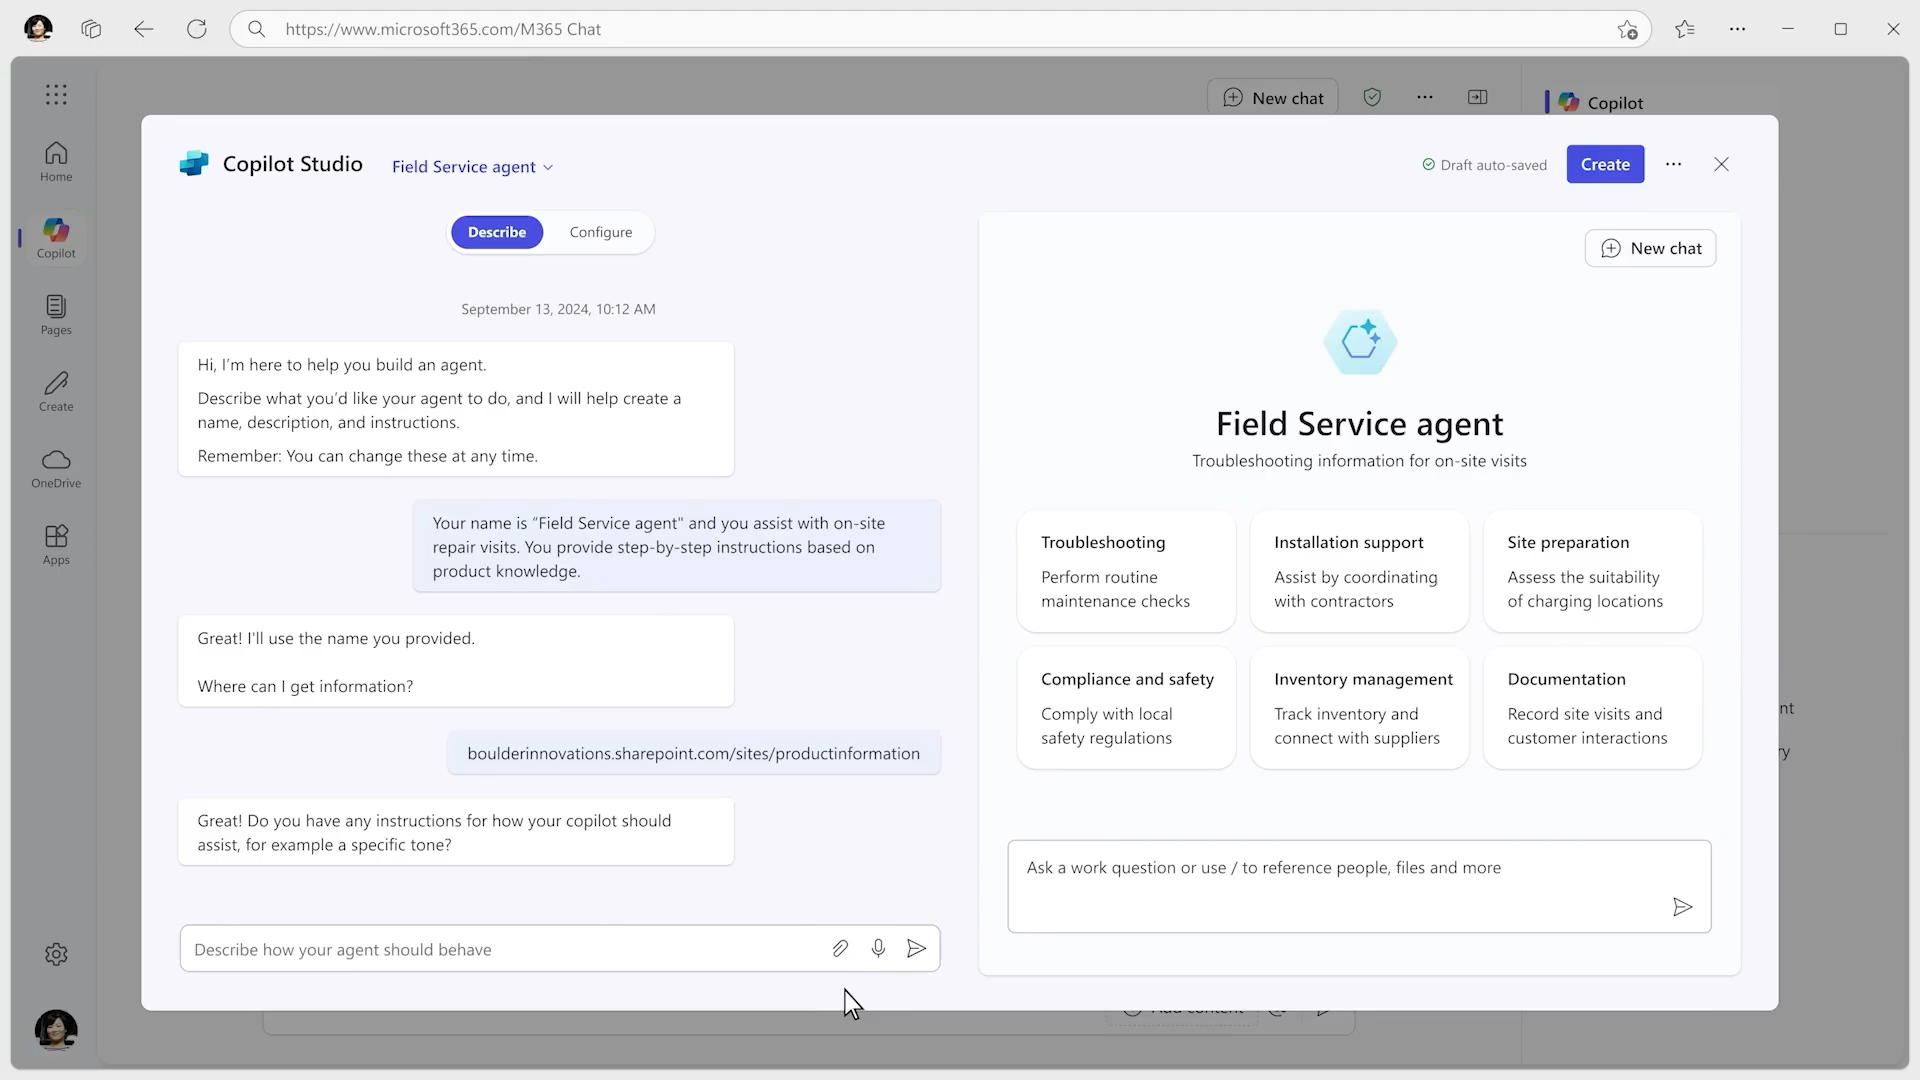 https://www.microsoft365.com/M365 Chat
New chat
Copilot
Home
Copilot
Pages
Create
OneDrive
Apps
Copilot Studio
Field Service agent
Draft auto-saved
Create
Describe
Configure
September 13, 2024, 10:12 AM
Hi, I'm here to help you build an agent.
Describe what you'd like your agent to do, and I will help create a
name, description, and instructions.
Remember: You can change these at any time.
Your name is “Field Service agent" and you assist with on-site
repair visits. You provide step-by-step instructions based on
product knowledge.
Great! I'll use the name you provided.
Where can I get information?
boulderinnovations.sharepoint.com/sites/productinformation
Great! Do you have any instructions for how your copilot should
assist, for example a specific tone?
Describe how your agent should behave
New chat
Field Service agent
Troubleshooting information for on-site visits
Troubleshooting
Perform routine
maintenance checks
Installation support
Assist by coordinating
with contractors
Site preparation
Assess the suitability
of charging locations
Compliance and safety
Comply with local
safety regulations
Inventory management
Track inventory and
connect with suppliers
Documentation
Record site visits and
customer interactions
Ask a work question or use / to reference people, files and more
nt
ry